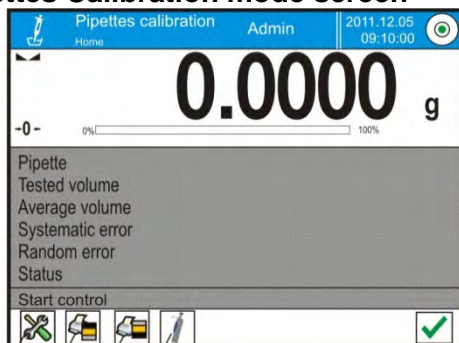 ettes Calibration mode screen
Pipettes calibration
Home
Admin
2011.12.05
09:10:00
0.0000 g
-0-
0% 100%
Pipette
Tested volume
Average volume
Systematic error
Random error
Status
Start control